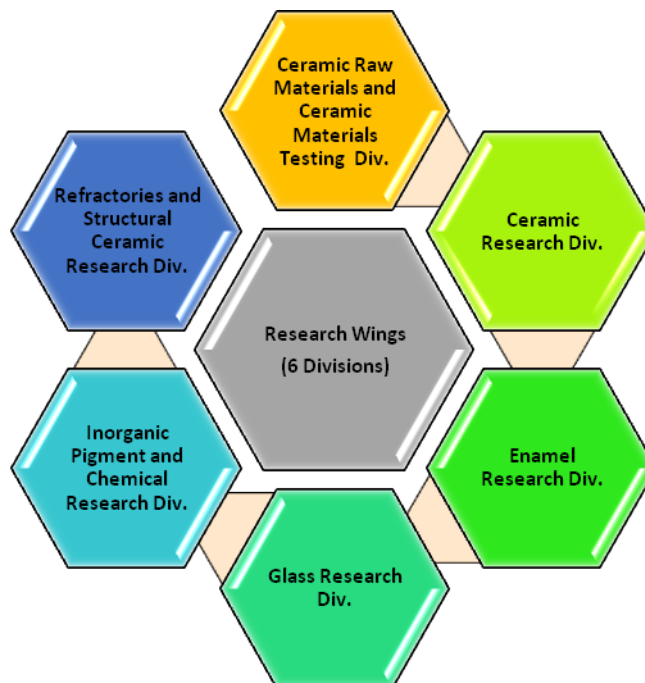 Ceramic Raw
Materials and
Ceramic
Materials
Testing Div.
Ceramic
Research Div.
Enamel
Research Div.
Glass Research
Div.
Inorganic
Pigment and
Chemical
Research Div.
Refractories and
Structural
Ceramic
Research Div.
Research Wings
(6 Divisions)